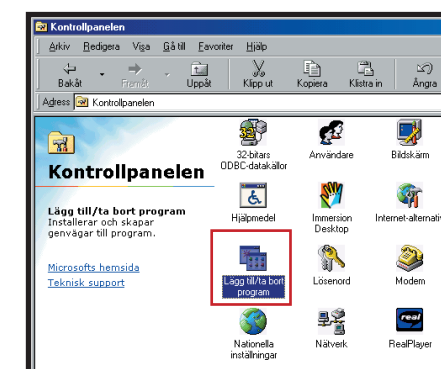 Kontrollpanelen
Arkiv Redigera Visa Gå till Favoriter Hjälp
Bakåt Framåt Uppåt Klipp ut Kopiera Klistra in Ångra
Adress Kontrollpanelen
Kontrollpanelen
Lägg till/ta bort program
Installerar och skapar
genvägar till program.
Microsofts hemsida
Teknisk support
32-bitars
ODBC-datakällor
Användare
Bildskärm
Hjälpmedel
Immersion
Desktop
Internet-alternativ
Lägg till/ta bort
program
Lösenord
Modem
Nationella
inställningar
Nätverk
real
RealPlayer